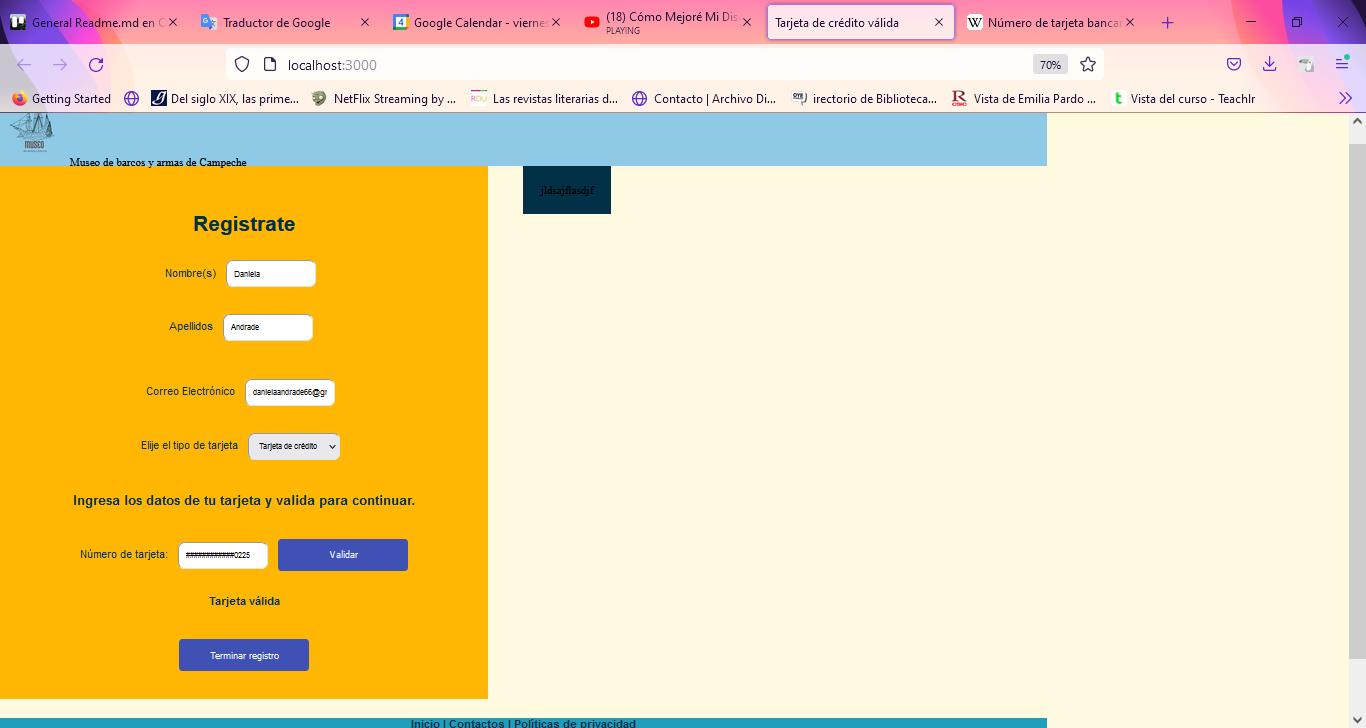 General Readme.md en C
Traductor de Google
Google Calendar - vierne
(18) Cómo Mejoré Mi Dis
PLAYING
Tarjeta de crédito válida
Número de tarjeta bancar
localhost:3000
70%
Getting Started
Del siglo XIX, las prime...
NetFlix Streaming by ...
RDU
Las revistas literarias d...
Contacto | Archivo Di...
irectorio de Biblioteca...
Vista de Emilia Pardo ...
Vista del curso - TeachIr
MUSEO
Museo de barcos y armas de Campeche
jldsajflasdjf
Registrate
Nombre(s) Daniela
Apellidos Andrade
Correo Electrónico danielaandrade66@gr
Elije el tipo de tarjeta Tarjeta de crédito
Ingresa los datos de tu tarjeta y valida para continuar.
Número de tarjeta: ############0225 Validar
Tarjeta válida
Terminar registro
Inicio | Contactos | Políticas de privacidad